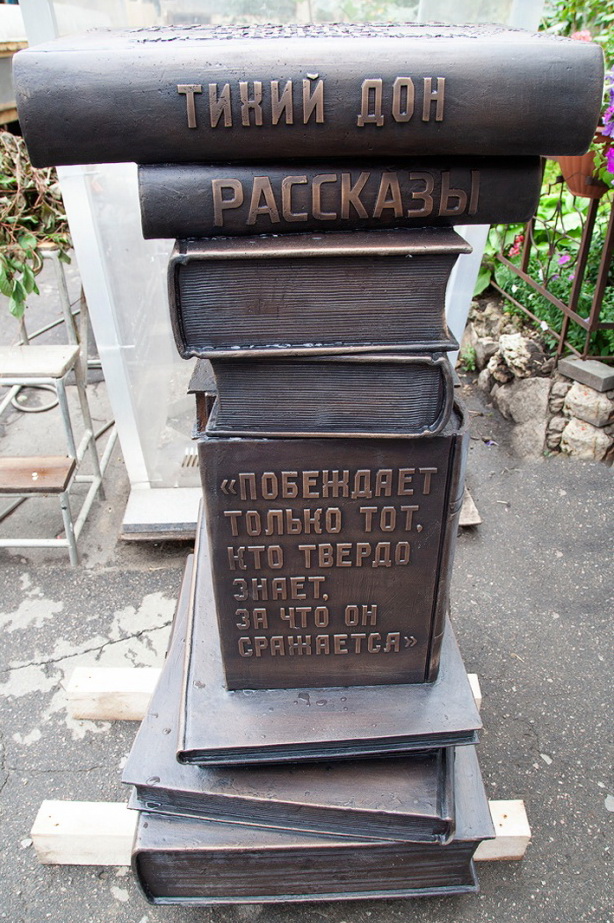 ТИХИЙ ДОН
РАССКАЗЫ
«ПОБЕЖДАЕТ
ТОЛЬКО ТОТ,
КТО ТВЕРДО
ЗНАЕТ,
ЗА ЧТО ОН
СРАЖАЕТСЯ»